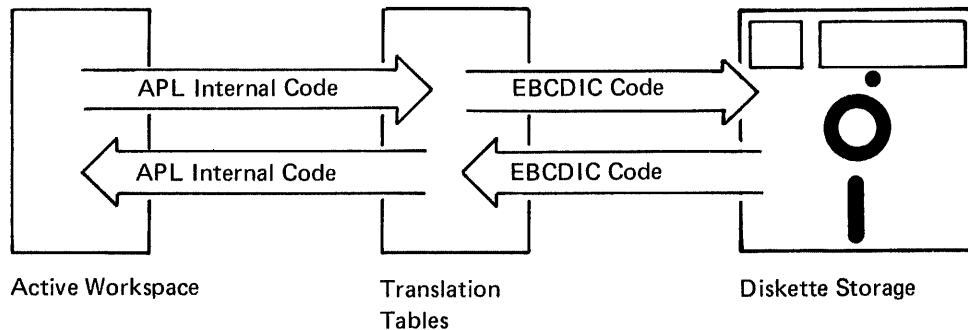 APL Internal Code
EBCDIC Code
APL Internal Code
EBCDIC Code
Active Workspace
Translation
Tables
Diskette Storage